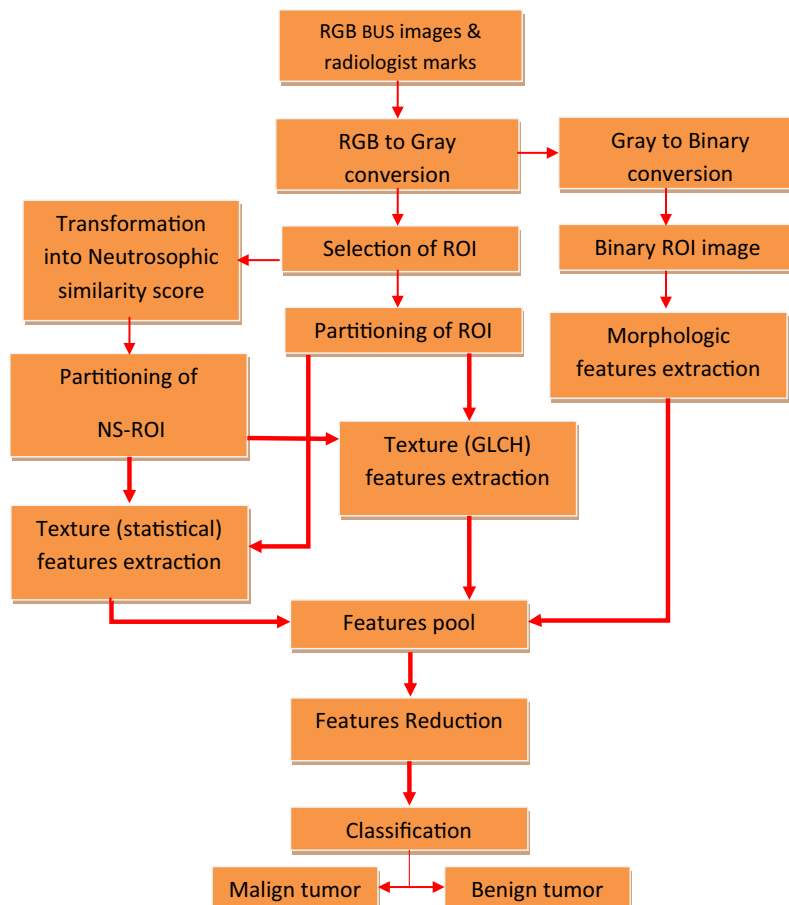 RGB BUS images &
radiologist marks
RGB to Gray
conversion
Gray to Binary
conversion
Transformation
into Neutrosophic
similarity score
Selection of ROI
Binary ROI image
Partitioning of ROI
Morphologic
features extraction
Partitioning of
NS-ROI
Texture (GLCH)
features extraction
Texture (statistical)
features extraction
Features pool
Features Reduction
Classification
Malign tumor
Benign tumor